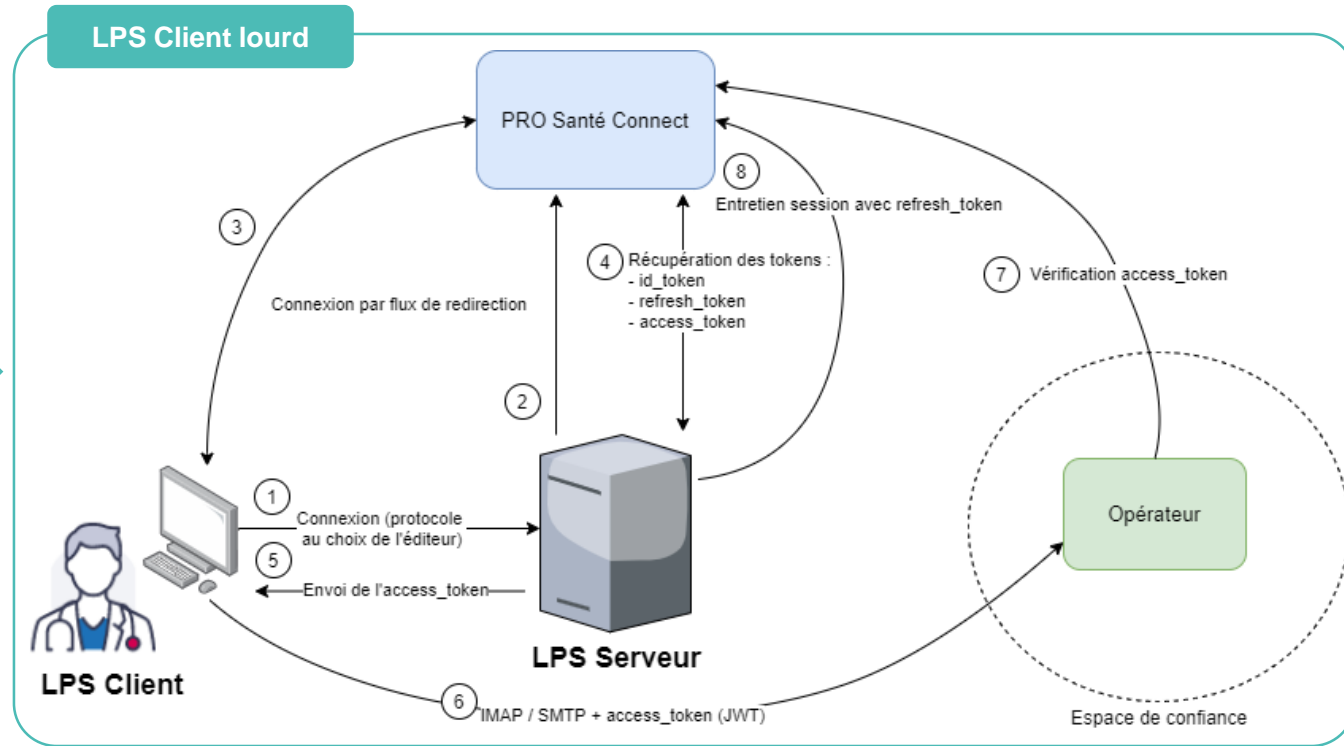 LPS Client lourd
PRO Santé Connect
8
Entretien session avec refresh_token
3
4
Récupération des tokens :
- id_token
- refresh_token
- access_token
7
Vérification access_token
Connexion par flux de redirection
2
1
Connexion (protocole
au choix de l'éditeur)
5
Envoi de l'access_token
Opérateur
LPS Serveur
LPS Client
6
IMAP / SMTP + access_token (JWT)
Espace de confiance